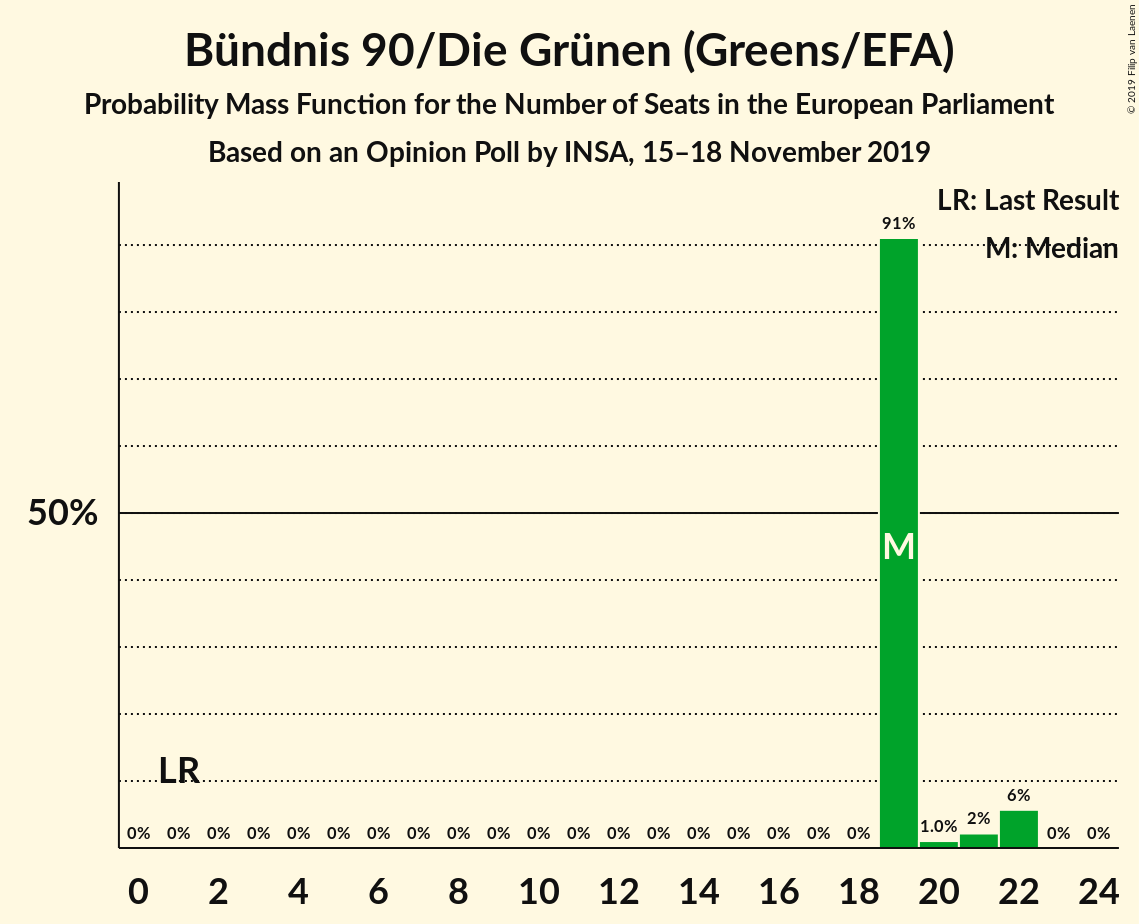 Bündnis 90/Die Grünen (Greens/EFA)
Probability Mass Function for the Number of Seats in the European Parliament
Based on an Opinion Poll by INSA, 15–18 November 2019
© 2019 Filip van Laenen
LR: Last Result
M: Median
91%
50%
M
LR
0% 0% 0% 0% 0% 0% 0% 0% 0% 0% 0% 0% 0% 0% 0% 0% 0% 0% 0% 1.0% 2% 6% 0% 0%
0 2 4 6 8 10 12 14 16 18 20 22 24